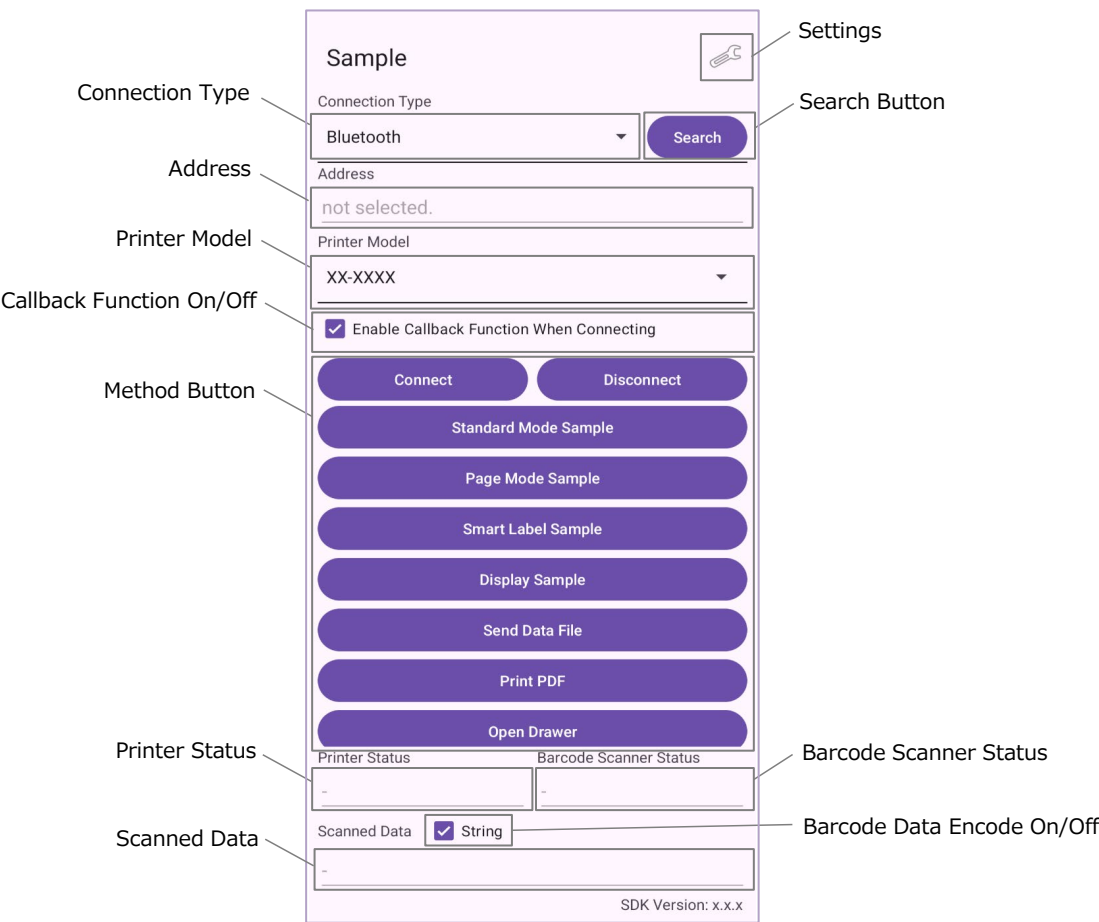 Settings
Sample
Connection Type
Connection Type
Search Button
Bluetooth
Search
Address
Address
not selected.
Printer Model
Printer Model
XX-XXXX
Callback Function On/Off
Enable Callback Function When Connecting
Method Button
Connect
Disconnect
Standard Mode Sample
Page Mode Sample
Smart Label Sample
Display Sample
Send Data File
Print PDF
Open Drawer
Printer Status
Printer Status
Barcode Scanner Status
Barcode Scanner Status
-
-
Scanned Data
Scanned Data
String
Barcode Data Encode On/Off
-
SDK Version: x.x.x